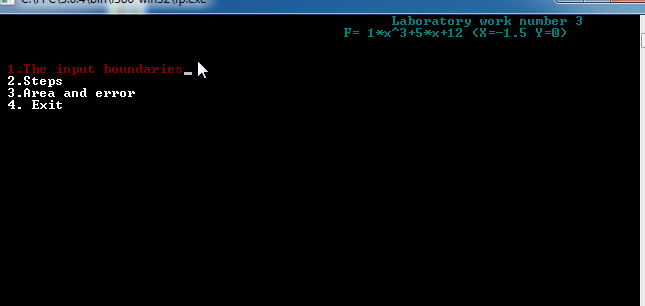 Laboratory work number 3
F= 1*x^3+5*x+12 (X=-1.5 Y=0)
1.The input boundaries
2.Steps
3.Area and error
4. Exit